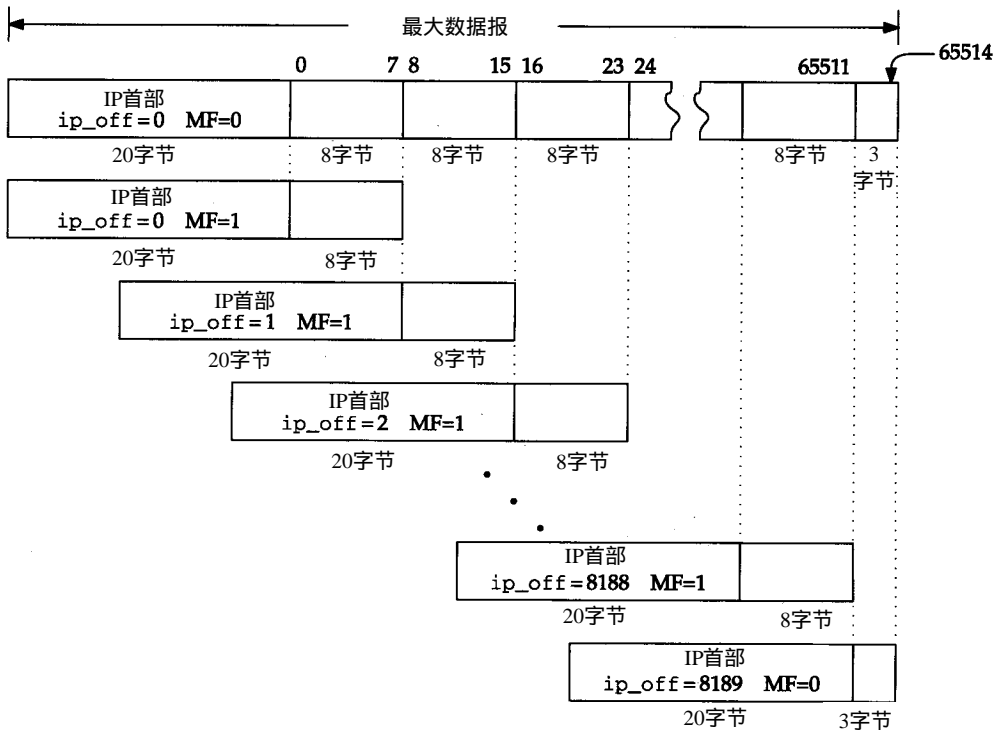 最大数据报
0 7 8 15 16 23 24 65511 65514
IP首部
ip_off=0 MF=0
20字节 8字节 8字节 8字节 8字节 3
字节
IP首部
ip_off=0 MF=1
20字节 8字节
IP首部
ip_off=1 MF=1
20字节 8字节
IP首部
ip_off=2 MF=1
20字节 8字节
IP首部
ip_off=8188 MF=1
20字节 8字节
IP首部
ip_off=8189 MF=0
20字节 3字节